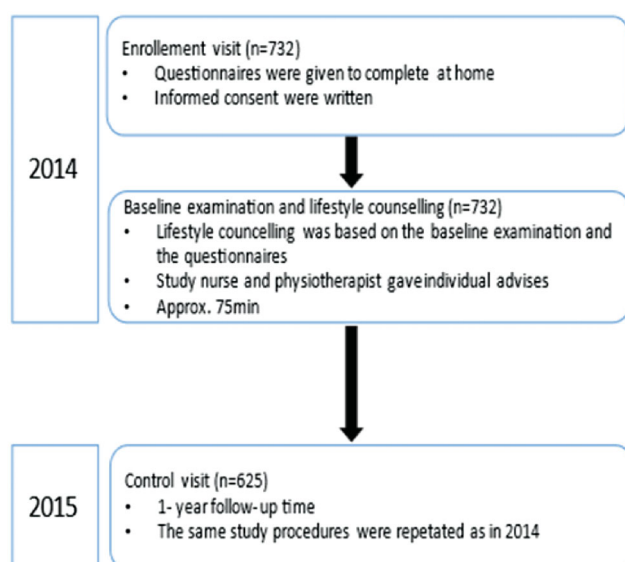 2014
Enrollement visit (n=732)
• Questionnaires were given to complete at home
• Informed consent were written
Baseline examination and lifestyle counselling (n=732)
• Lifestyle councelling was based on the baseline examination and
the questionnaires
• Study nurse and physiotherapist gave individual advises
• Approx. 75min
2015
Control visit (n=625)
• 1- year follow-up time
• The same study procedures were repetated as in 2014